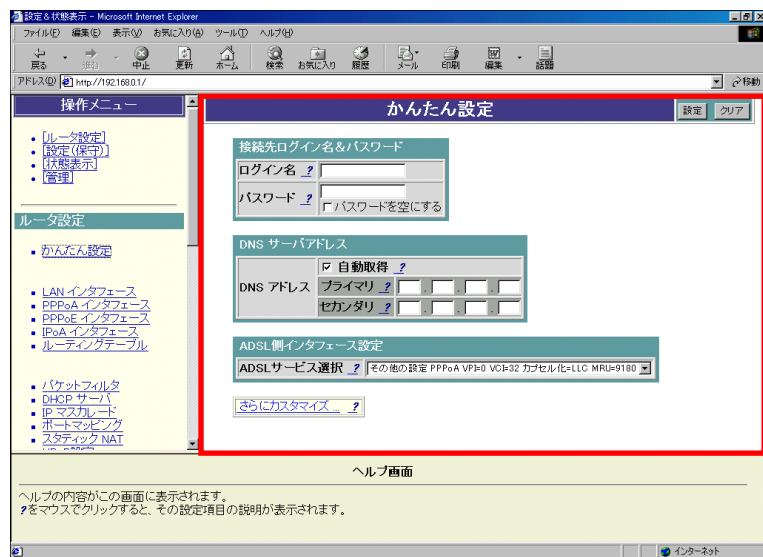 設定&状態表示 - Microsoft Internet Explorer
ファイル(F) 編集(E) 表示(V) お気に入り(A) ツール(T) ヘルプ(H)
戻る 進む 中止 更新 ホーム 検索 お気に入り 履歴 メール 印刷 編集 話題
アドレス(D) http://192.168.0.1/ 移動
操作メニュー
[ルータ設定]
[設定(保守)]
[状態表示]
[管理]
ルータ設定
かんたん設定
LAN インタフェース
PPPoA インタフェース
PPPoE インタフェース
IPoA インタフェース
ルーティングテーブル
パケットフィルタ
DHCP サーバ
IP マスカレード
ポートマッピング
スタティック NAT
かんたん設定 設定 クリア
接続先ログイン名&パスワード
ログイン名 ?
パスワード ?
パスワードを空にする
DNS サーバアドレス
DNS アドレス
自動取得 ?
プライマリ ? . . .
セカンダリ ? . . .
ADSL側インタフェース設定
ADSLサービス選択 ? その他の設定 PPPoA VPI=0 VCI=32 カプセル化=LLC MRU=9180
さらにカスタマイズ ... ?
ヘルプ画面
ヘルプの内容がこの画面に表示されます。
?をマウスでクリックすると、その設定項目の説明が表示されます。
インターネット